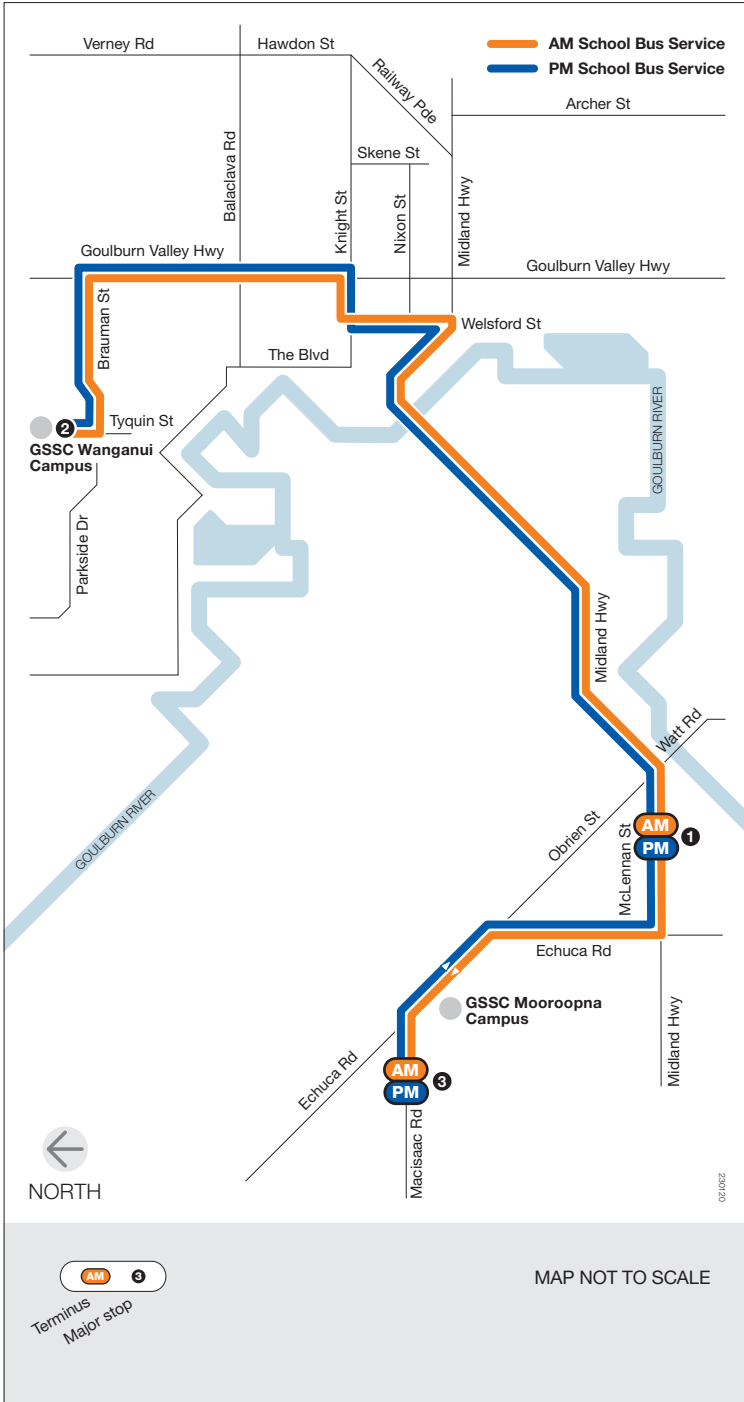 Verney Rd
Hawdon St
AM School Bus Service
PM School Bus Service
Railway Pde
Archer St
Balaclava Rd
Skene St
Knight St
Nixon St
Midland Hwy
Goulburn Valley Hwy
Goulburn Valley Hwy
Brauman St
Welsford St
The Blvd
GOULBURN RIVER
2
Tyquin St
GSSC Wanganui
Campus
Parkside Dr
Midland Hwy
Watt Rd
GOULBURN RIVER
Obrien St
McLennan St
AM
PM
1
Echuca Rd
GSSC Mooroopna
Campus
Midland Hwy
Echuca Rd
AM
PM
3
Macisaac Rd
NORTH
230120
AM
3
Terminus
Major stop
MAP NOT TO SCALE